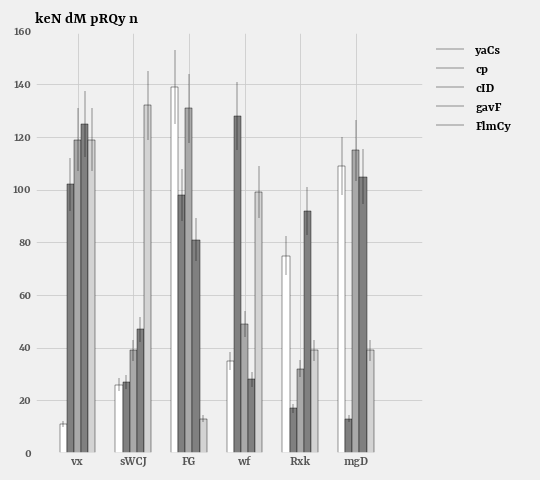 keN dM pRQy n
160
140
120
100
80
60
40
20
0
vx sWCJ FG wf Rxk mgD
yaCs
cp
cID
gavF
FlmCy